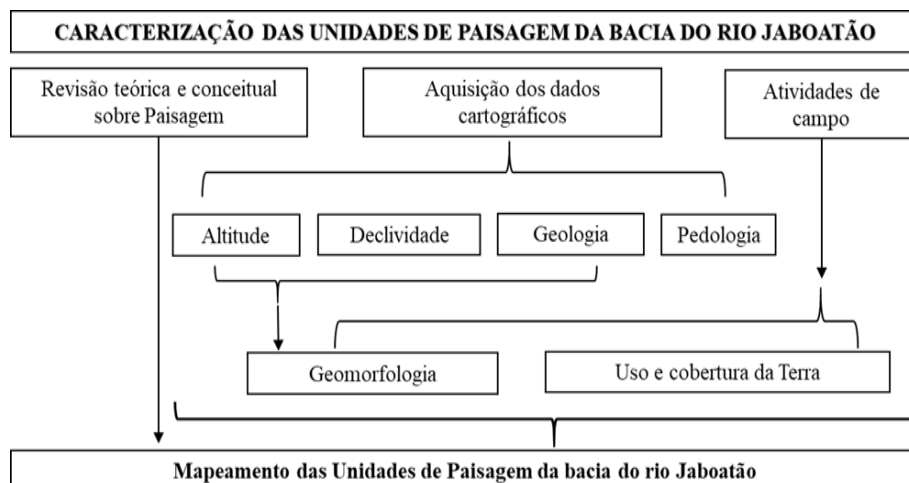 CARACTERIZAÇÃO DAS UNIDADES DE PAISAGEM DA BACIA DO RIO JABOATÃO
Revisão teórica e conceitual
sobre Paisagem
Aquisição dos dados
cartográficos
Atividades de
campo
Altitude
Declividade
Geologia
Pedologia
Geomorfologia
Uso e cobertura da Terra
Mapeamento das Unidades de Paisagem da bacia do rio Jaboatão